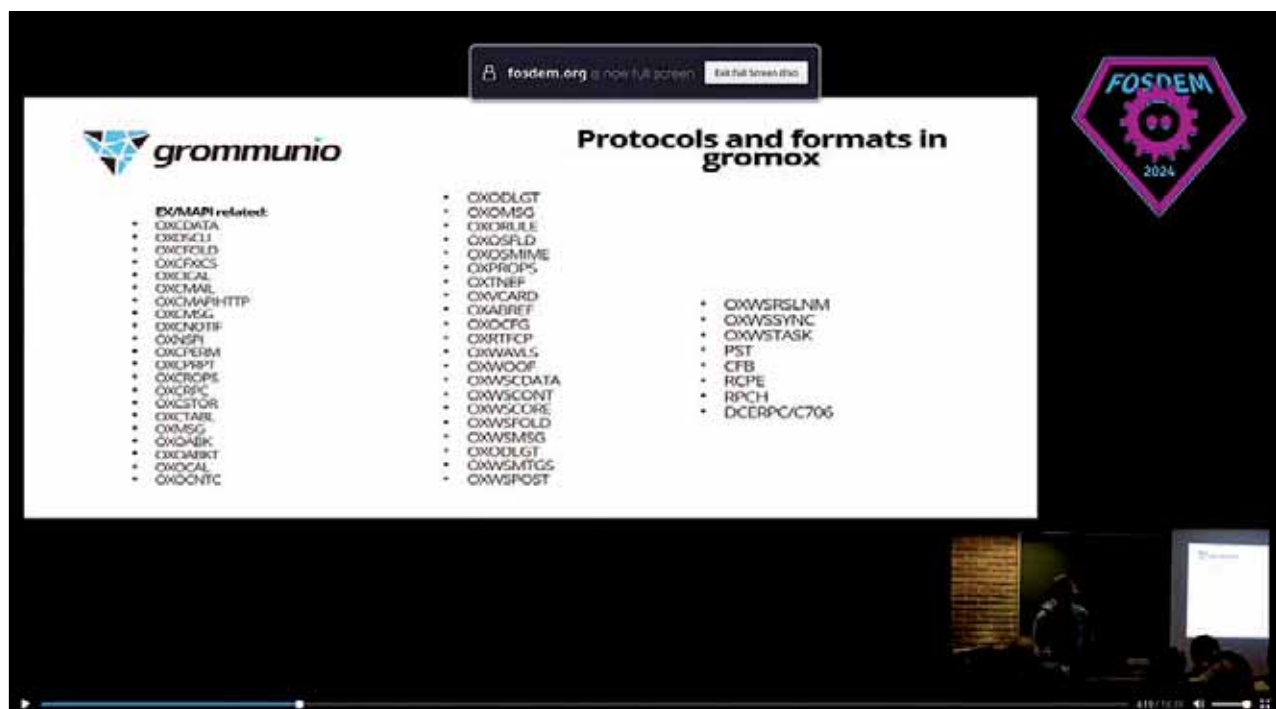 fosdem.org is now full screen
Exit Full Screen (Esc)
FOSDEM
2024
grommunio
Protocols and formats in
gromox
EX/MAPI related:
• OXCDATA
• OXOSCLI
• OXCFOLD
• OXCFXICS
• OXCICAL
• OXCMAIL
• OXCMAPIHTTP
• OXCMSG
• OXCNOTIF
• OXNSPI
• OXCPERM
• OXCPRPT
• OXCROPS
• OXCRPC
• OXCSTOR
• OXCTABL
• OXMSG
• OXOABK
• OXOABKT
• OXOCAL
• OXOCNTC
• OXODLGT
• OXOMSG
• OXORULE
• OXOSFLD
• OXOSMIME
• OXPROPS
• OXTNEF
• OXVCARD
• OXABREF
• OXOCFG
• OXRTFCP
• OXWAVLS
• OXWOOF
• OXWSCDATA
• OXWSCONT
• OXWSCORE
• OXWSFOLD
• OXWSMSG
• OXODLGT
• OXWSMTGS
• OXWSPOST
• OXWSRSLNM
• OXWSSYNC
• OXWSTASK
• PST
• CFB
• RCPE
• RPCH
• DCERPC/C706